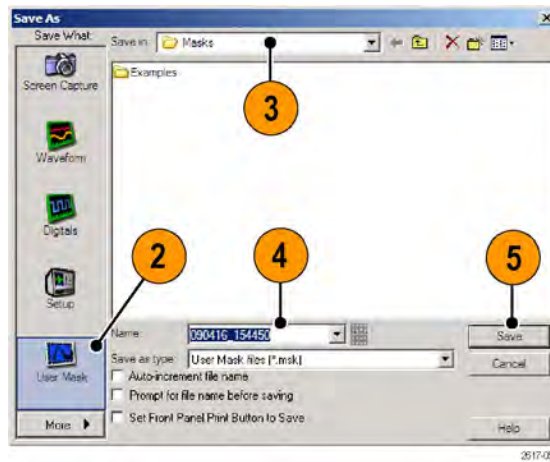 Save As
Save What:
Save in: Masks
Screen Capture
Examples
3
Waveform
Digitals
2
4
5
Setup
Name: 090416_154450
Save
User Mask
Save as type: User Mask files (*.msk)
Cancel
Auto-increment file name
Prompt for file name before saving
More
Set Front Panel Print Button to Save
Help